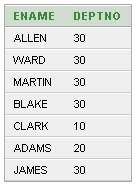 ENAME DEPTNO
ALLEN 30
WARD 30
MARTIN 30
BLAKE 30
CLARK 10
ADAMS 20
JAMES 30